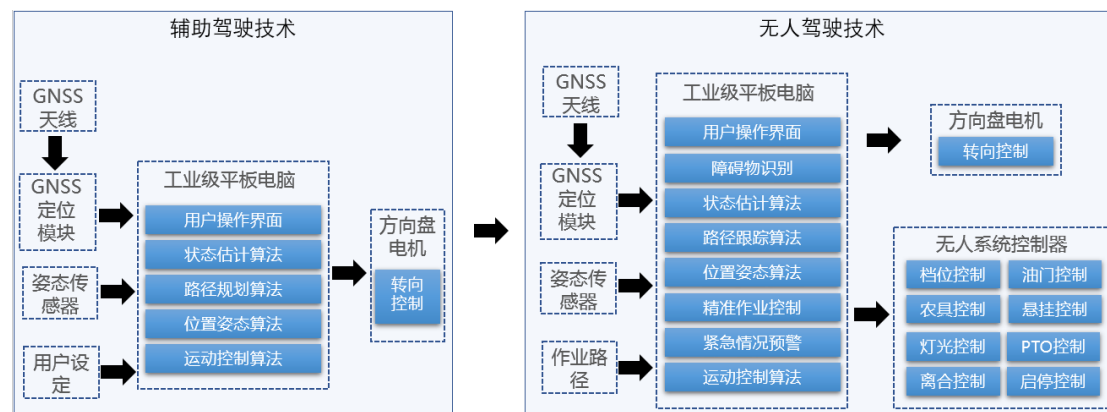 辅助驾驶技术
GNSS
天线
GNSS
定位
模块
姿态传
感器
用户设
定
工业级平板电脑
用户操作界面
状态估计算法
路径规划算法
位置姿态算法
运动控制算法
方向盘
电机
转向
控制
无人驾驶技术
GNSS
天线
GNSS
定位
模块
姿态传
感器
作业路
径
工业级平板电脑
用户操作界面
障碍物识别
状态估计算法
路径跟踪算法
位置姿态算法
精准作业控制
紧急情况预警
运动控制算法
方向盘电机
转向控制
无人系统控制器
档位控制
油门控制
农具控制
悬挂控制
灯光控制
PTO控制
离合控制
启停控制